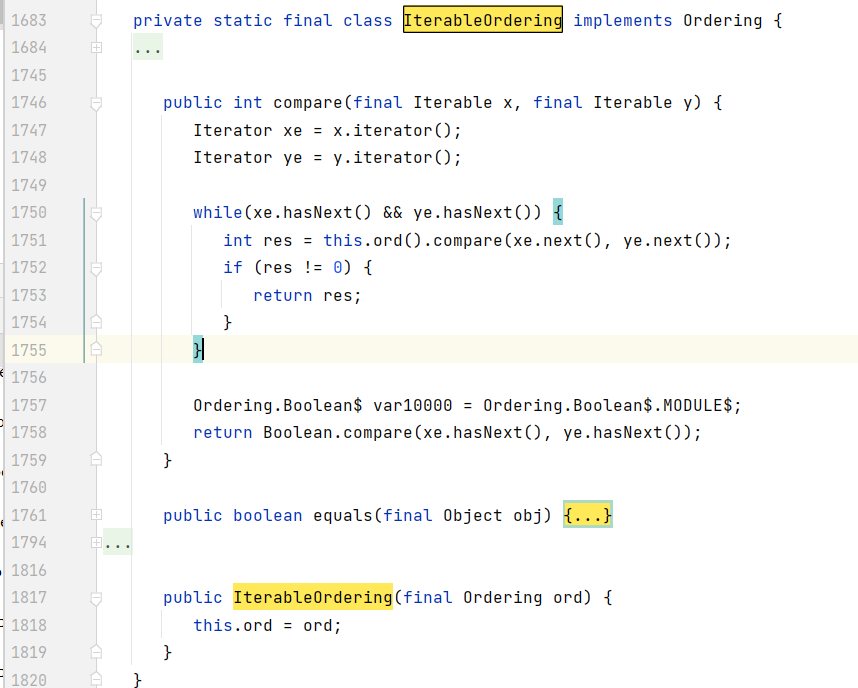 1683 private static final class IterableOrdering implements Ordering {
1684 ...
1745
1746 public int compare(final Iterable x, final Iterable y) {
1747 Iterator xe = x.iterator();
1748 Iterator ye = y.iterator();
1749
1750 while(xe.hasNext() && ye.hasNext()) {
1751 int res = this.ord().compare(xe.next(), ye.next());
1752 if (res != 0) {
1753 return res;
1754 }
1755 }
1756
1757 Ordering.Boolean$ var10000 = Ordering.Boolean$.MODULE$;
1758 return Boolean.compare(xe.hasNext(), ye.hasNext());
1759 }
1760
1761 public boolean equals(final Object obj) {...}
1794 ...
1816
1817 public IterableOrdering(final Ordering ord) {
1818 this.ord = ord;
1819 }
1820 }